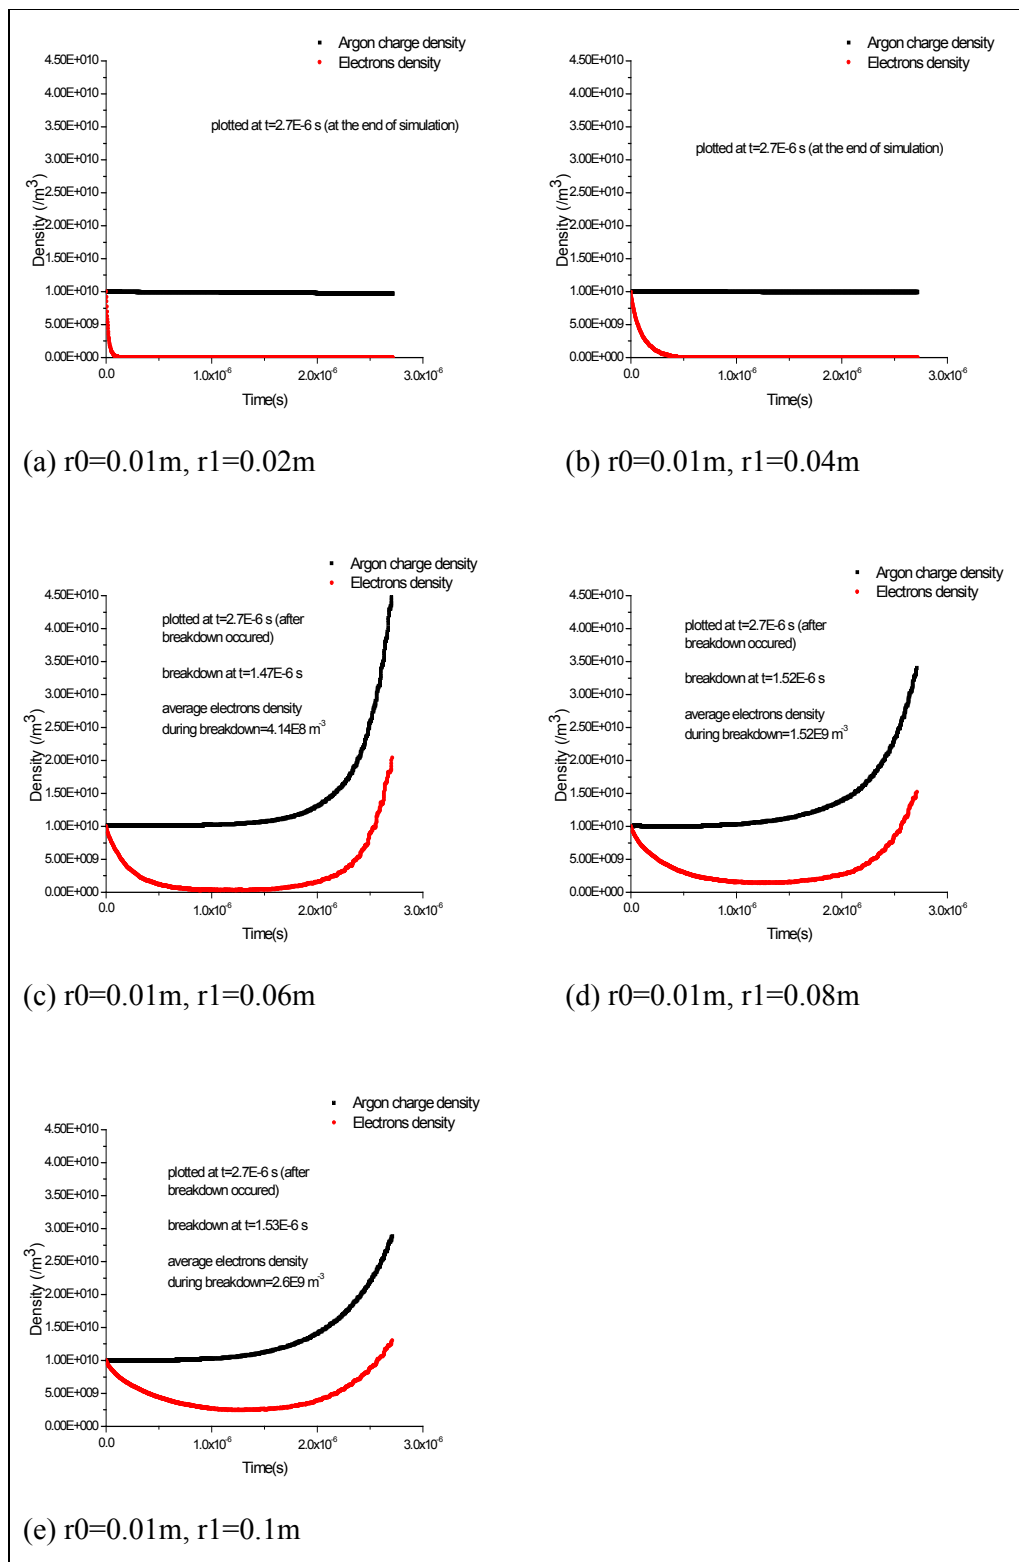 Argon charge density
Electrons density
4.50E+010
4.00E+010
3.50E+010
3.00E+010
2.50E+010
2.00E+010
1.50E+010
1.00E+010
5.00E+009
0.00E+000
Density (/m³)
plotted at t=2.7E-6 s (at the end of simulation)
0.0 1.0x10⁻⁶ 2.0x10⁻⁶ 3.0x10⁻⁶
Time(s)
(a) r0=0.01m, r1=0.02m
Argon charge density
Electrons density
4.50E+010
4.00E+010
3.50E+010
3.00E+010
2.50E+010
2.00E+010
1.50E+010
1.00E+010
5.00E+009
0.00E+000
Density (/m³)
plotted at t=2.7E-6 s (at the end of simulation)
0.0 1.0x10⁻⁶ 2.0x10⁻⁶ 3.0x10⁻⁶
Time(s)
(b) r0=0.01m, r1=0.04m
Argon charge density
Electrons density
4.50E+010
4.00E+010
3.50E+010
3.00E+010
2.50E+010
2.00E+010
1.50E+010
1.00E+010
5.00E+009
0.00E+000
Density (/m³)
plotted at t=2.7E-6 s (after
breakdown occured)
breakdown at t=1.47E-6 s
average electrons density
during breakdown=4.14E8 m⁻³
0.0 1.0x10⁻⁶ 2.0x10⁻⁶ 3.0x10⁻⁶
Time(s)
(c) r0=0.01m, r1=0.06m
Argon charge density
Electrons density
4.50E+010
4.00E+010
3.50E+010
3.00E+010
2.50E+010
2.00E+010
1.50E+010
1.00E+010
5.00E+009
0.00E+000
Density (/m³)
plotted at t=2.7E-6 s (after
breakdown occured)
breakdown at t=1.52E-6 s
average electrons density
during breakdown=1.52E9 m⁻³
0.0 1.0x10⁻⁶ 2.0x10⁻⁶ 3.0x10⁻⁶
Time(s)
(d) r0=0.01m, r1=0.08m
Argon charge density
Electrons density
4.50E+010
4.00E+010
3.50E+010
3.00E+010
2.50E+010
2.00E+010
1.50E+010
1.00E+010
5.00E+009
0.00E+000
Density (/m³)
plotted at t=2.7E-6 s (after
breakdown occured)
breakdown at t=1.53E-6 s
average electrons density
during breakdown=2.6E9 m⁻³
0.0 1.0x10⁻⁶ 2.0x10⁻⁶ 3.0x10⁻⁶
Time(s)
(e) r0=0.01m, r1=0.1m